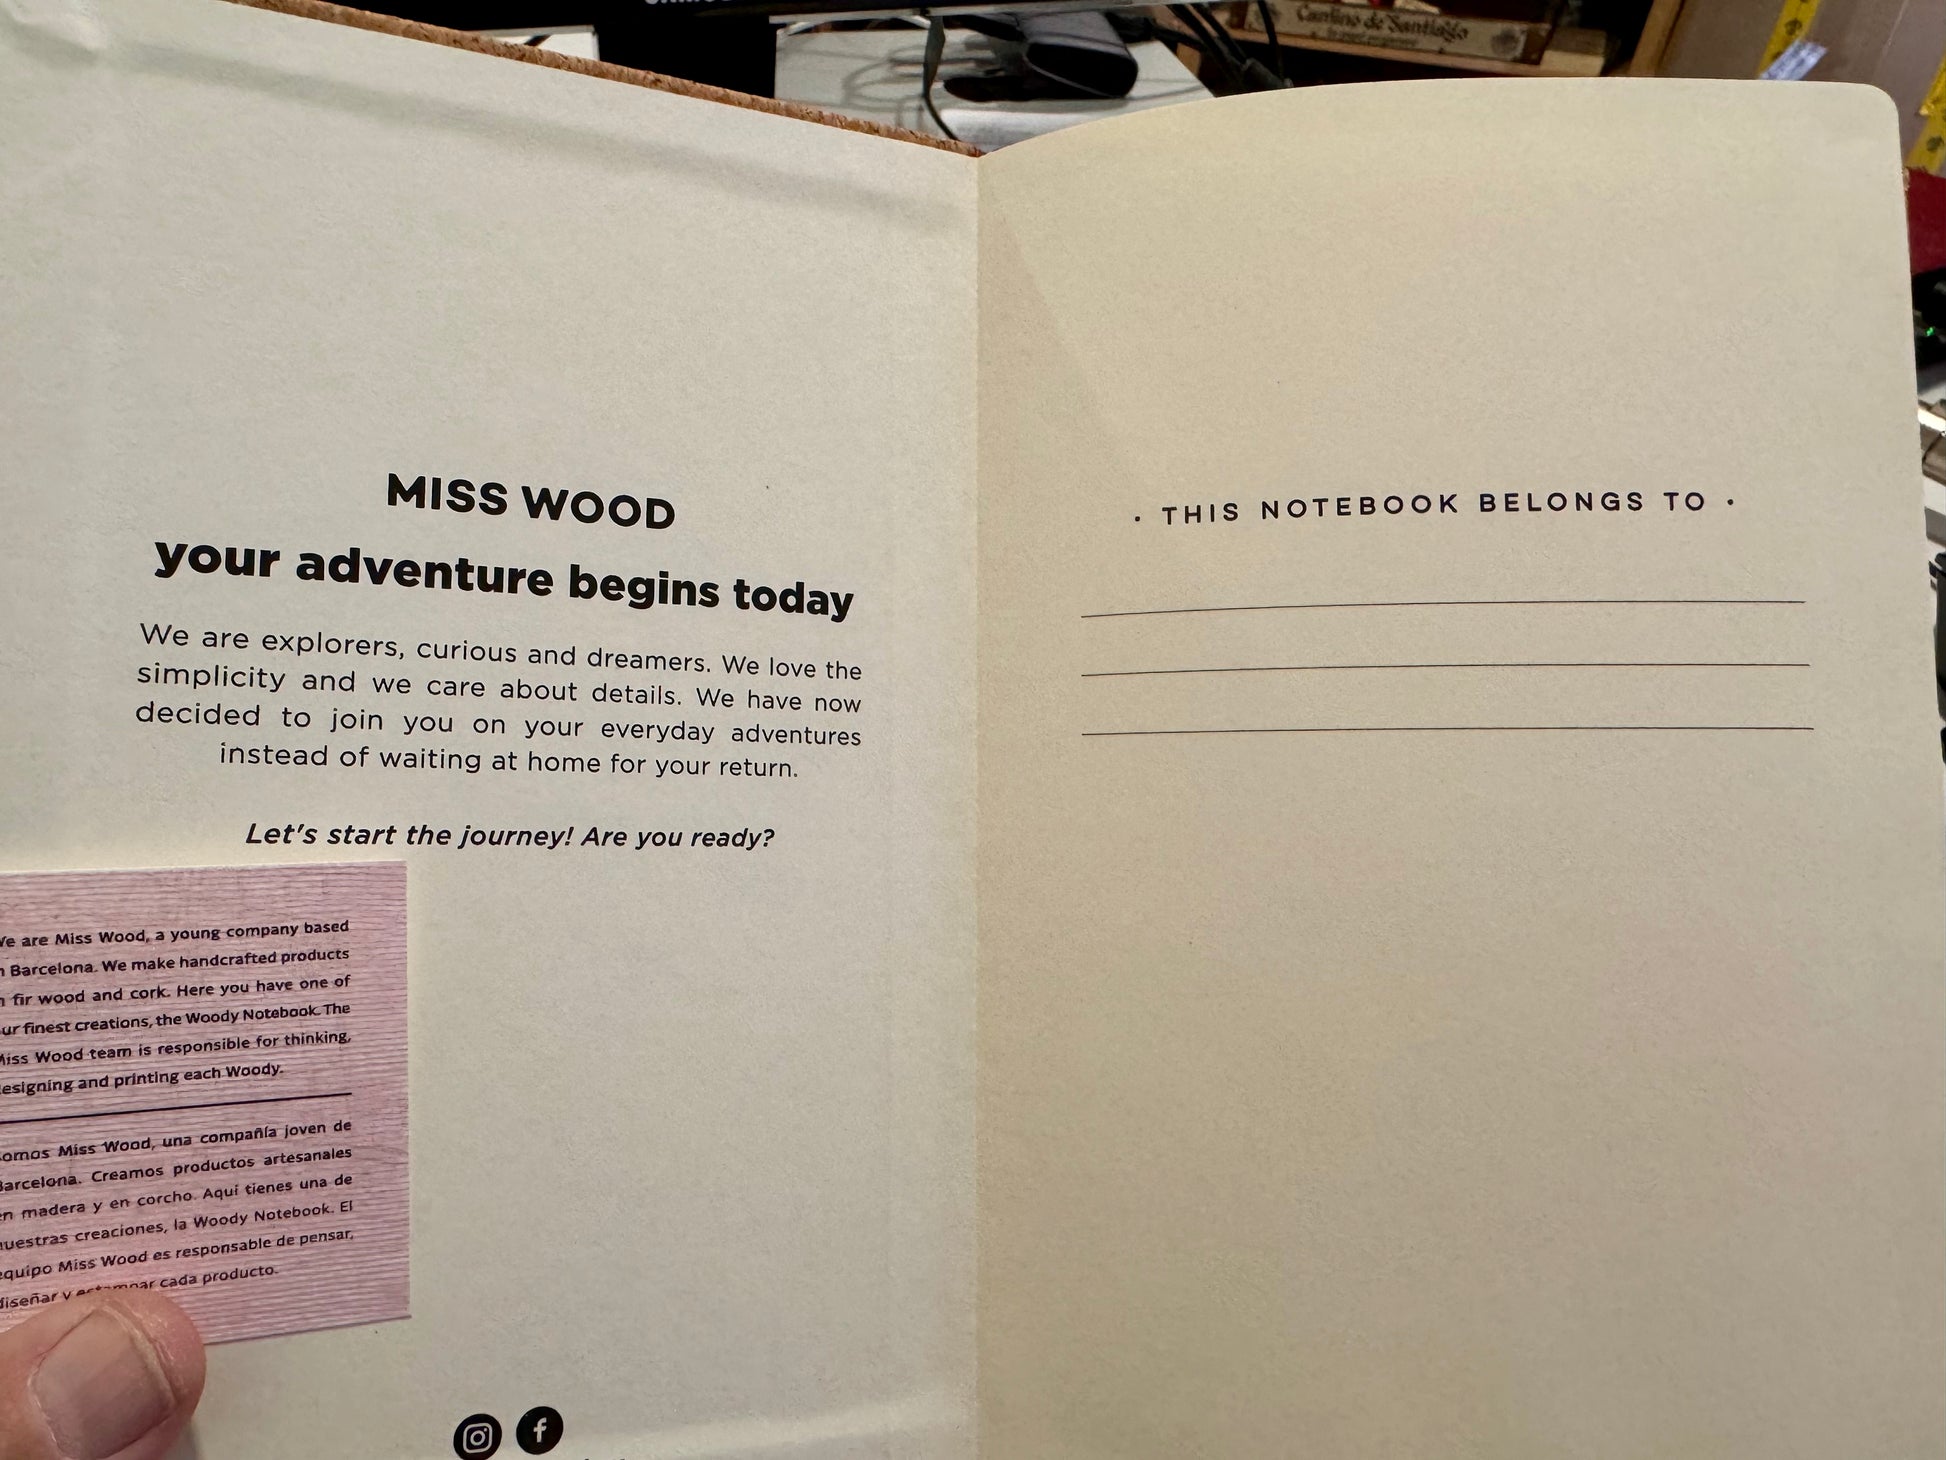 Camino de Santiago
MISS WOOD
your adventure begins today
We are explorers, curious and dreamers. We love the
simplicity and we care about details. We have now
decided to join you on your everyday adventures
instead of waiting at home for your return.
Let's start the journey! Are you ready?
are Miss Wood, a young company based
Barcelona. We make handcrafted products
fir wood and cork. Here you have one of
finest creations, the Woody Notebook. The
Wood team is responsible for thinking,
and printing each Woody.
Miss Wood, una compañía joven de
Creamos productos artesanales
madera y en corcho. Aquí tienes una de
creaciones, la Woody Notebook. El
equipo Miss Wood es responsable de pensar,
cada producto.
· THIS NOTEBOOK BELONGS TO ·